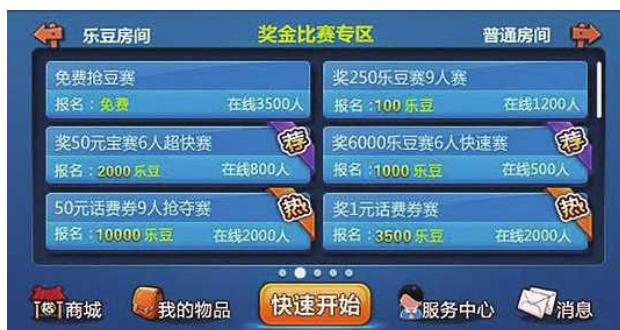 乐豆房间 奖金比赛专区 普通房间
免费抢豆赛
报名：免费 在线3500人
奖250乐豆赛9人赛
报名：100 乐豆 在线1200人
奖50元宝赛6人超快赛 荐
报名：2000 乐豆 在线800人
奖6000乐豆赛6人快速赛 荐
报名：1000 乐豆 在线500人
50元话费券9人抢夺赛 热
报名：10000 乐豆 在线2000人
奖1元话费券赛 热
报名：3500 乐豆 在线2000人
商城 我的物品 快速开始 服务中心 消息